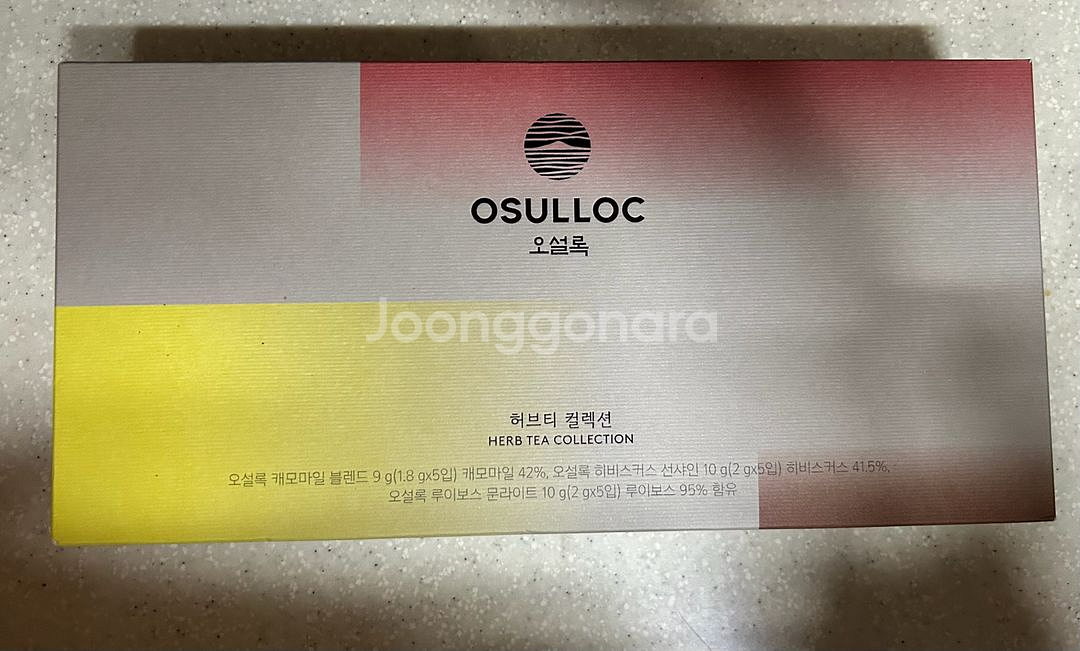 OSULLOC
오설록
Joonggonara
허브티 컬렉션
HERB TEA COLLECTION
오설록 캐모마일 블렌드 9 g(1.8 gx5입) 캐모마일 42%, 오설록 히비스커스 선샤인 10 g(2 gx5입) 히비스커스 41.5%,
오설록 루이보스 문라이트 10 g(2 gx5입) 루이보스 95% 함유